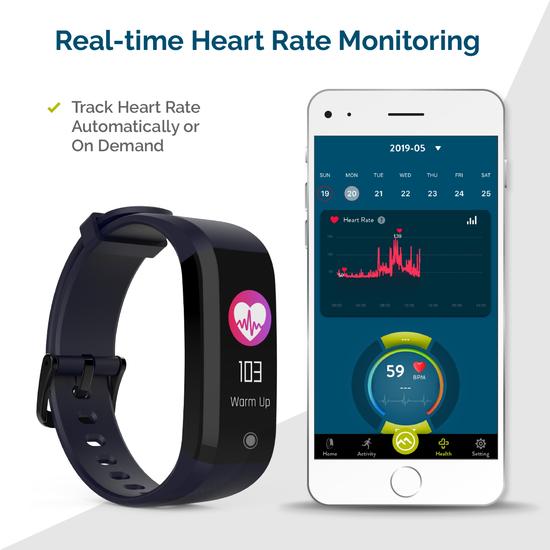 Real-time Heart Rate Monitoring
Track Heart Rate
Automatically or
On Demand
2019-05
SUN MON TUE WED THU FRI SAT
19 20 21 22 23 24 25
Heart Rate
139
59
BPM
---
Home Activity Health Setting
103
Warm Up